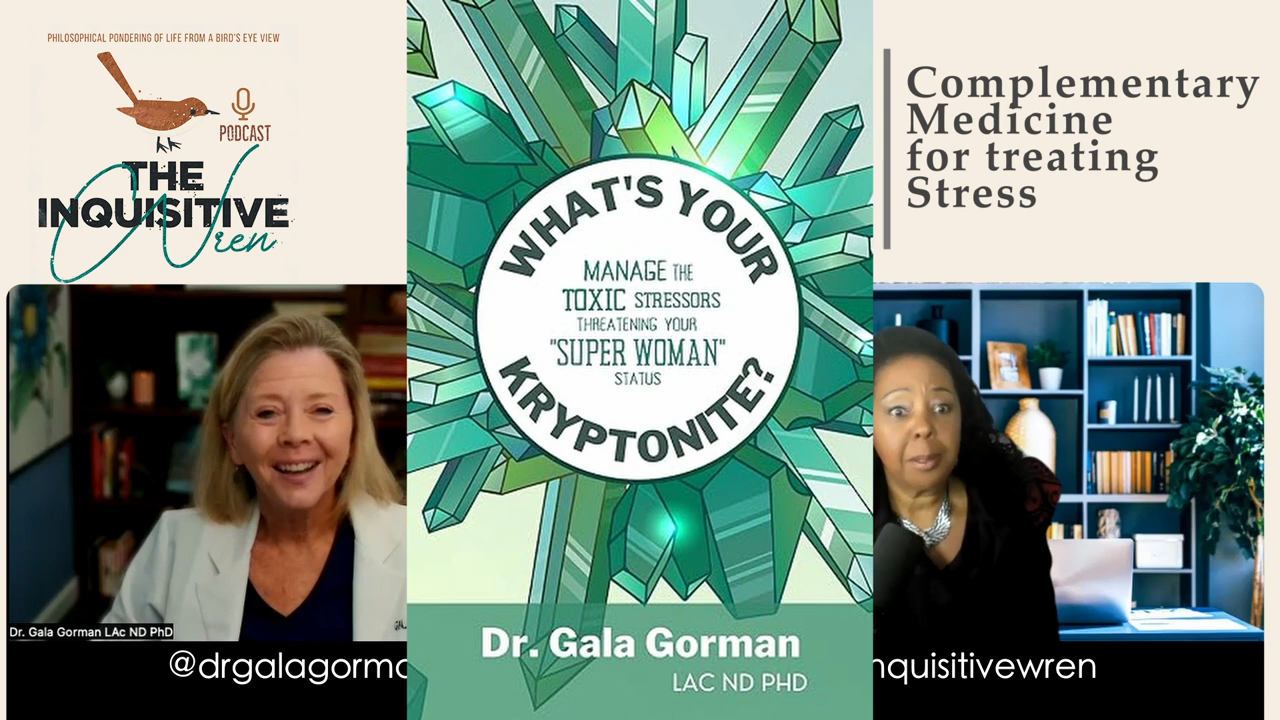 PHILOSOPHICAL PONDERING OF LIFE FROM A BIRD'S EYE VIEW
PODCAST
THE
INQUISITIVE
Wren
WHAT'S YOUR
MANAGE THE
TOXIC STRESSORS
THREATENING YOUR
"SUPER WOMAN"
STATUS
KRYPTONITE?
Dr. Gala Gorman
LAC ND PHD
Complementary
Medicine
for treating
Stress
Dr. Gala Gorman LAc ND PhD
@drgalagorma
nquisitivewren